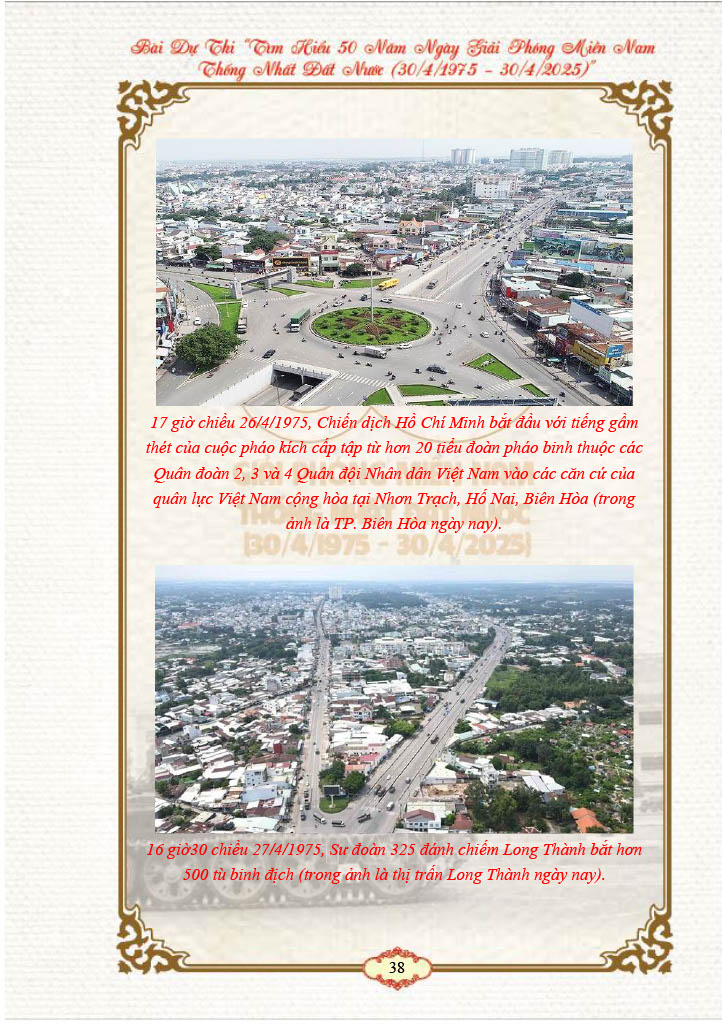 Bài Dự Thi “Tìm Hiểu 50 Năm Ngày Giải Phóng Miền Nam
Thống Nhất Đất Nước (30/4/1975 – 30/4/2025)”
17 giờ chiều 26/4/1975, Chiến dịch Hồ Chí Minh bắt đầu với tiếng gầm
thét của cuộc pháo kích cấp tập từ hơn 20 tiểu đoàn pháo binh thuộc các
Quân đoàn 2, 3 và 4 Quân đội Nhân dân Việt Nam vào các căn cứ của
quân lực Việt Nam cộng hòa tại Nhơn Trạch, Hố Nai, Biên Hòa (trong
ảnh là TP. Biên Hòa ngày nay).
(30/4/1975 - 30/4/2025)
16 giờ30 chiều 27/4/1975, Sư đoàn 325 đánh chiếm Long Thành bắt hơn
500 tù binh địch (trong ảnh là thị trấn Long Thành ngày nay).
38